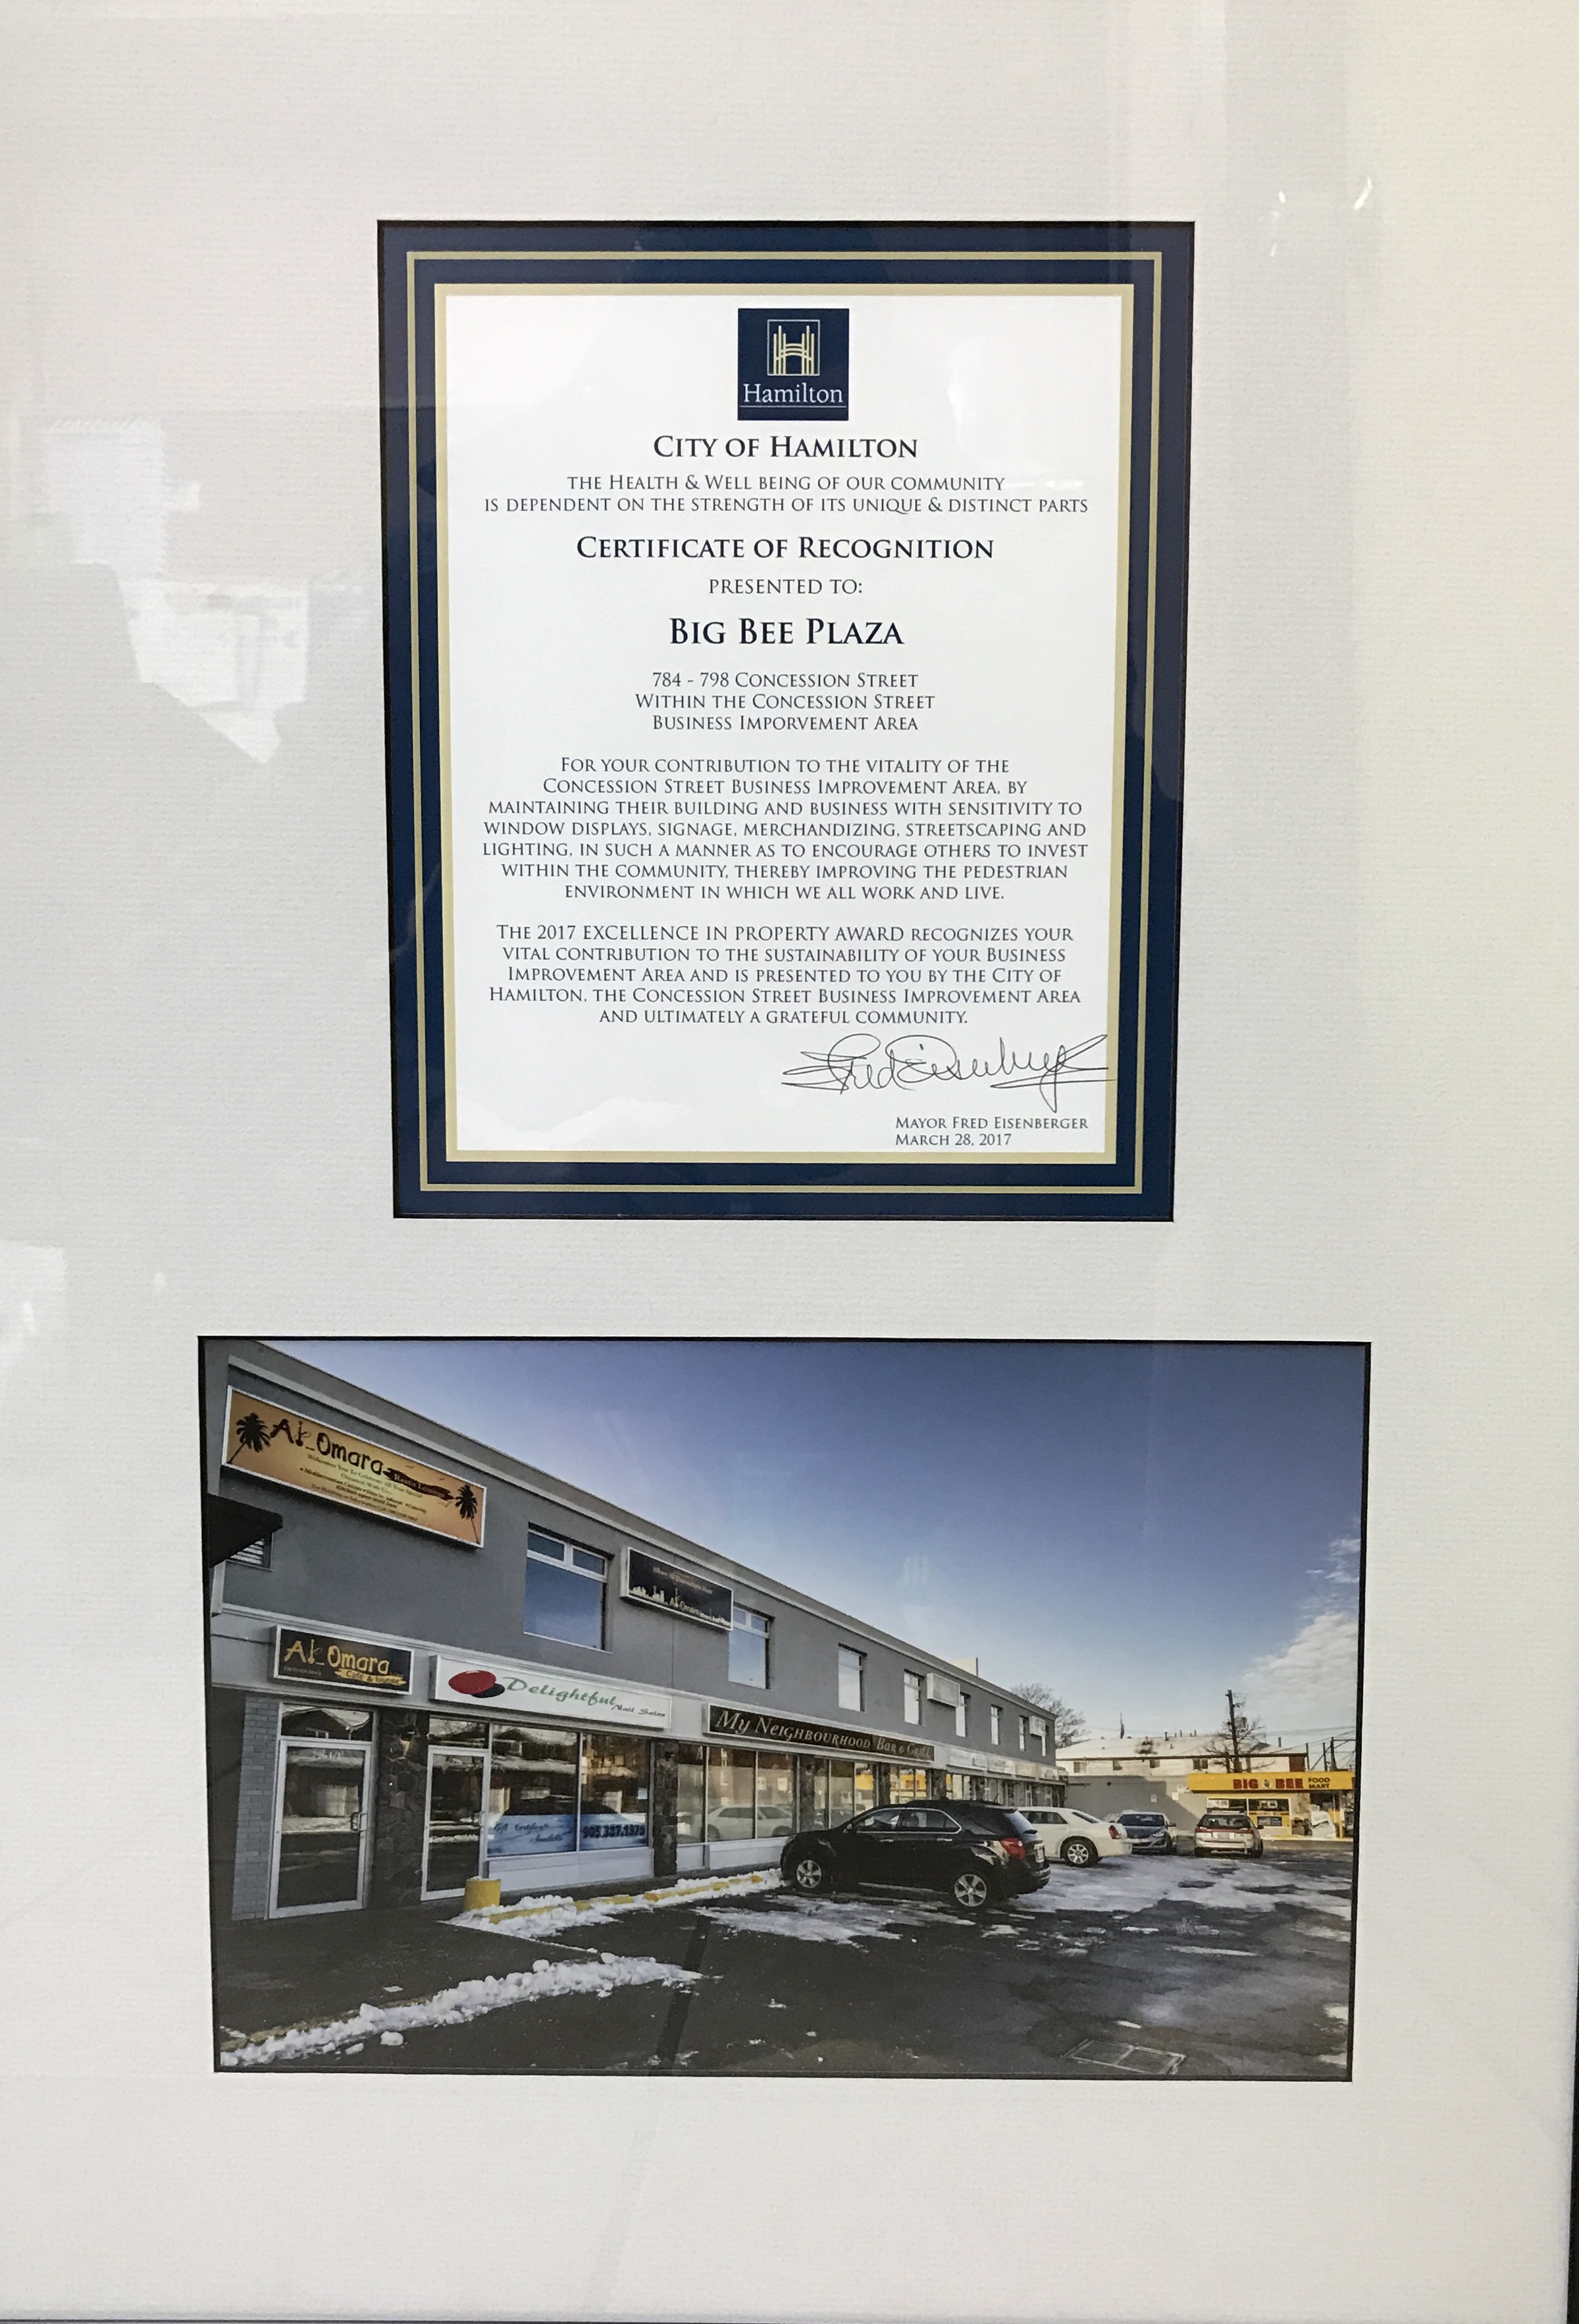 Hamilton
CITY OF HAMILTON
THE HEALTH & WELL BEING OF OUR COMMUNITY
IS DEPENDENT ON THE STRENGTH OF ITS UNIQUE & DISTINCT PARTS
CERTIFICATE OF RECOGNITION
PRESENTED TO:
BIG BEE PLAZA
784 - 798 CONCESSION STREET
WITHIN THE CONCESSION STREET
BUSINESS IMPORVEMENT AREA
FOR YOUR CONTRIBUTION TO THE VITALITY OF THE
CONCESSION STREET BUSINESS IMPROVEMENT AREA, BY
MAINTAINING THEIR BUILDING AND BUSINESS WITH SENSITIVITY TO
WINDOW DISPLAYS, SIGNAGE, MERCHANDIZING, STREETSCAPING AND
LIGHTING, IN SUCH A MANNER AS TO ENCOURAGE OTHERS TO INVEST
WITHIN THE COMMUNITY, THEREBY IMPROVING THE PEDESTRIAN
ENVIRONMENT IN WHICH WE ALL WORK AND LIVE.
THE 2017 EXCELLENCE IN PROPERTY AWARD RECOGNIZES YOUR
VITAL CONTRIBUTION TO THE SUSTAINABILITY OF YOUR BUSINESS
IMPROVEMENT AREA AND IS PRESENTED TO YOU BY THE CITY OF
HAMILTON, THE CONCESSION STREET BUSINESS IMPROVEMENT AREA
AND ULTIMATELY A GRATEFUL COMMUNITY.
Fred Eisenberger
MAYOR FRED EISENBERGER
MARCH 28, 2017
Al-Omara
Al-Omara
Cafe & lounge
Delightful
Nail Salon
MY NEIGHBOURHOOD Bar & Grill
905.387.1375
BIG BEE FOOD
MART